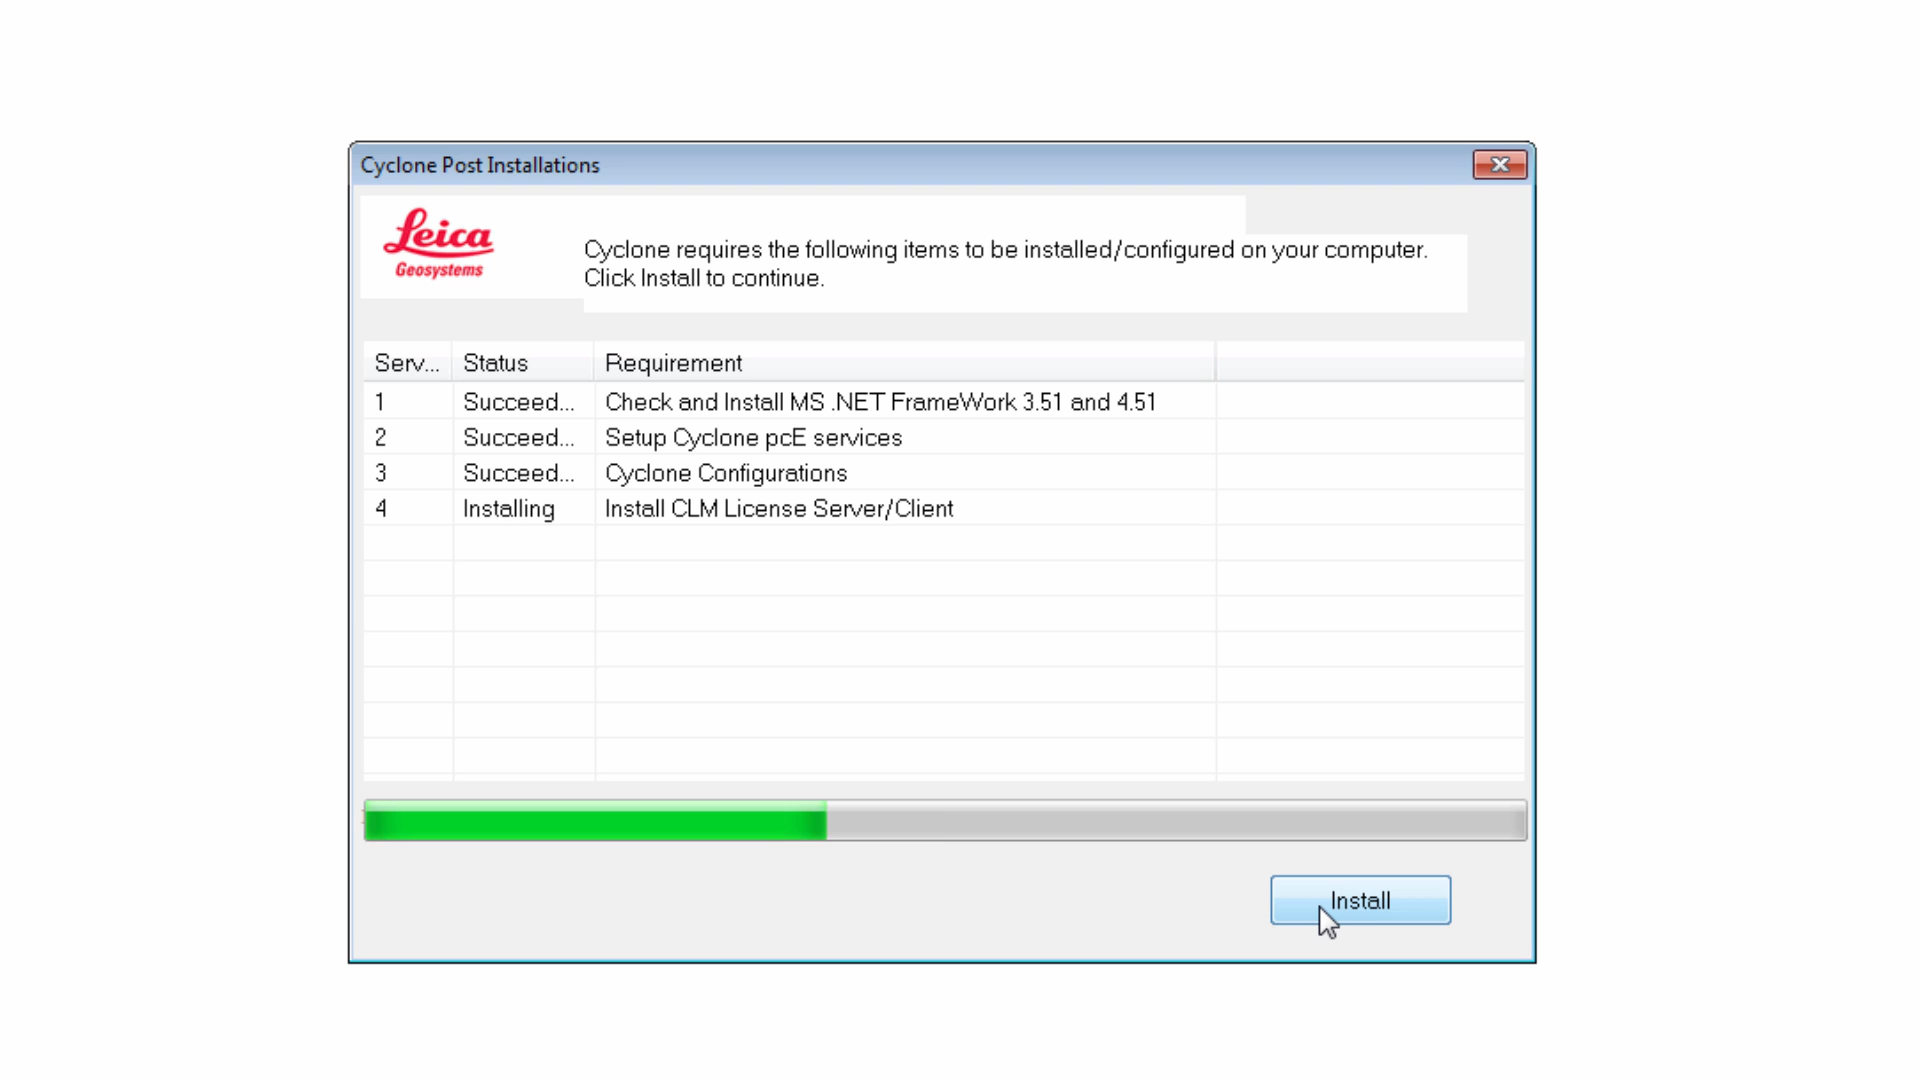 Cyclone Post Installations
Leica
Geosystems
Cyclone requires the following items to be installed/configured on your computer.
Click Install to continue.
Serv... Status Requirement
1 Succeed... Check and Install MS .NET FrameWork 3.51 and 4.51
2 Succeed... Setup Cyclone pcE services
3 Succeed... Cyclone Configurations
4 Installing Install CLM License Server/Client
Install